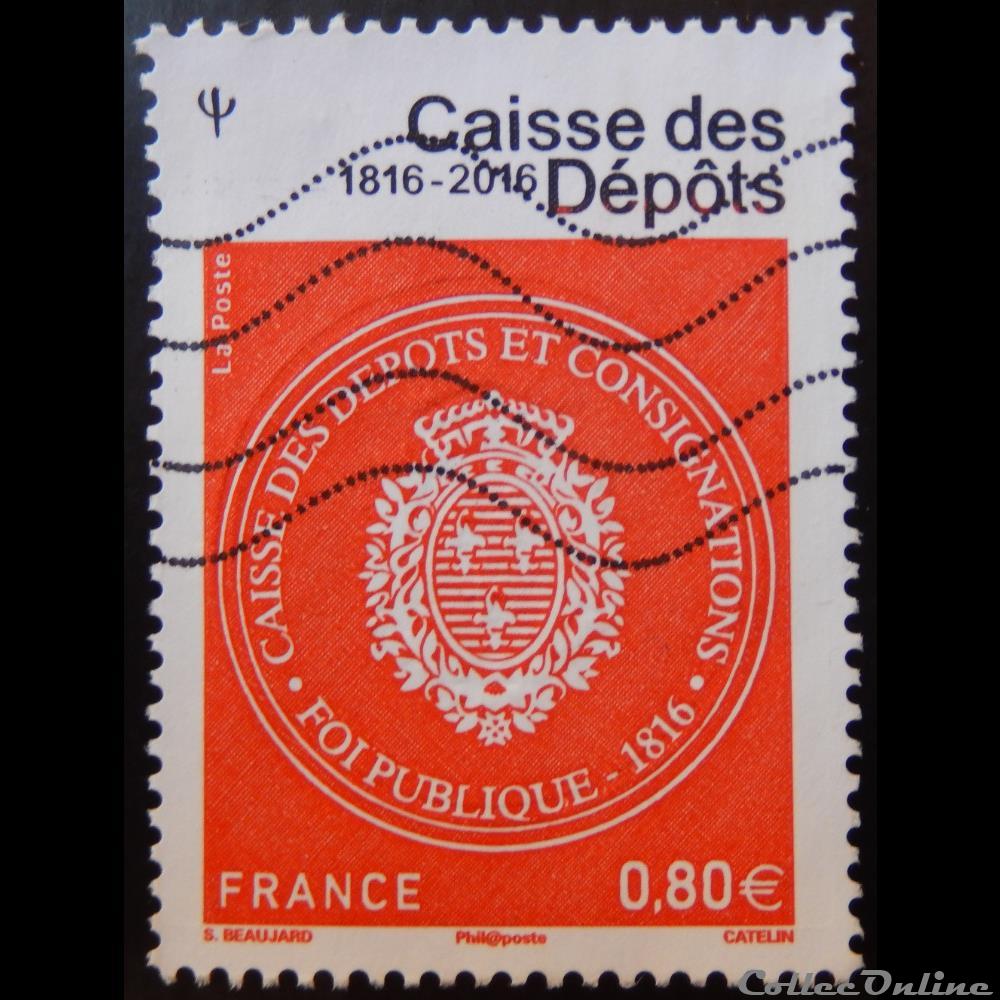 Caisse des
1816-2016 Dépôts
La Poste
CAISSE DES DEPOTS ET CONSIGNATIONS
• FOI PUBLIQUE - 1816 •
FRANCE 0,80€
S. BEAUJARD Phil@poste CATELIN
CollecOnline